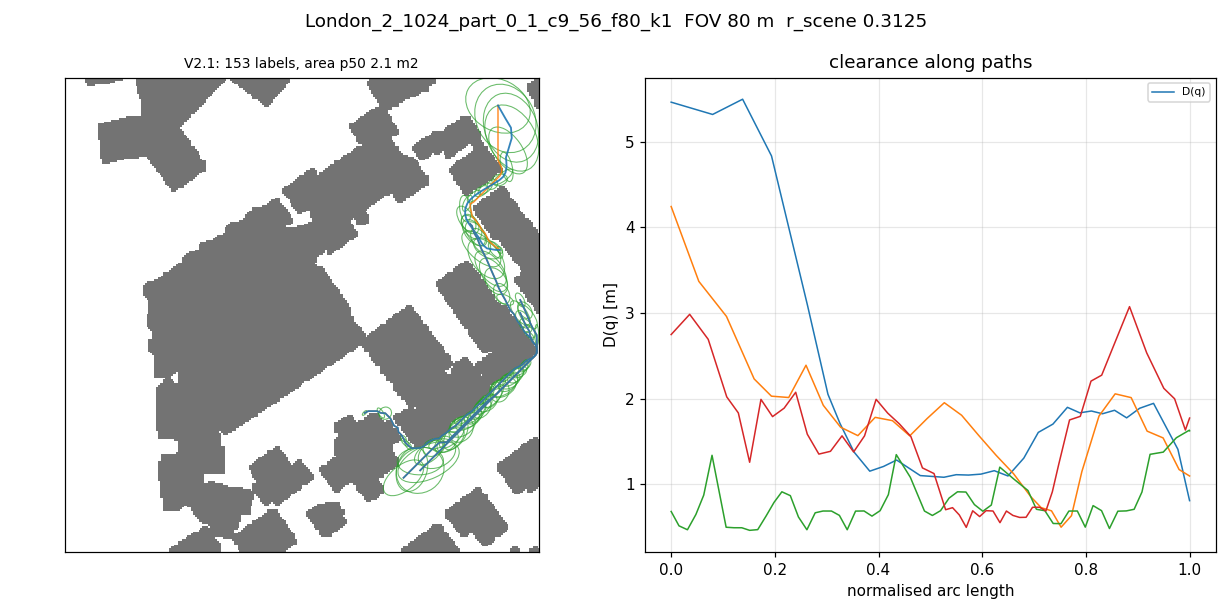 London_2_1024_part_0_1_c9_56_f80_k1 FOV 80 m r_scene 0.3125
V2.1: 153 labels, area p50 2.1 m2
clearance along paths
D(q)
D(q) [m]
5
4
3
2
1
0.0 0.2 0.4 0.6 0.8 1.0
normalised arc length